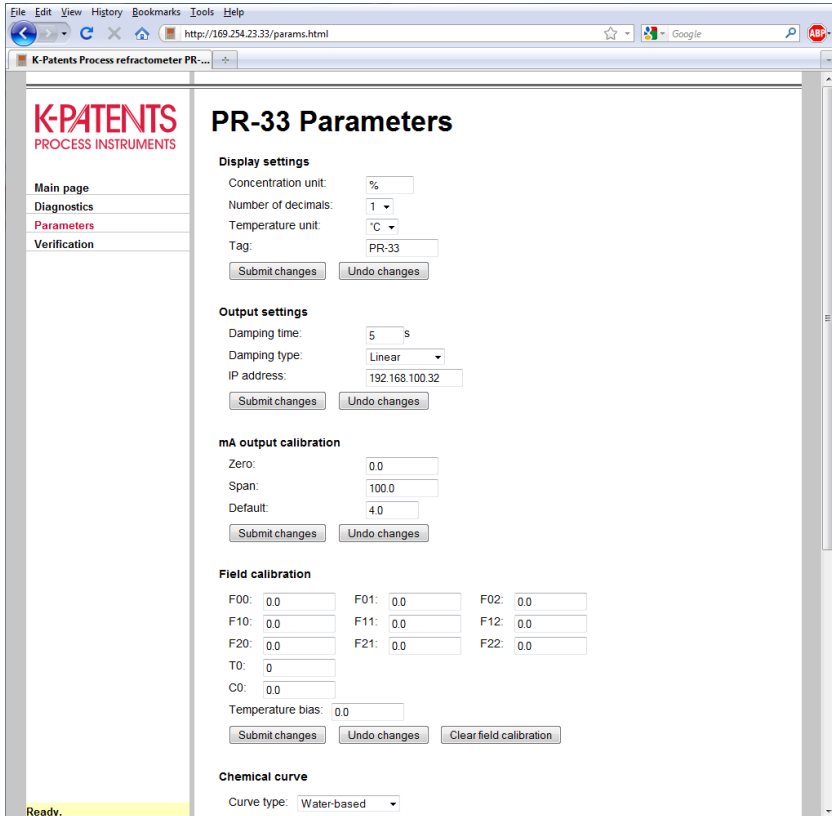 File Edit View History Bookmarks Tools Help
http://169.254.23.33/params.html
Google
ABP
K-Patents Process refractometer PR-...
K-PATENTS
PROCESS INSTRUMENTS
Main page
Diagnostics
Parameters
Verification
PR-33 Parameters
Display settings
Concentration unit: %
Number of decimals: 1
Temperature unit: °C
Tag: PR-33
Submit changes Undo changes
Output settings
Damping time: 5 s
Damping type: Linear
IP address: 192.168.100.32
Submit changes Undo changes
mA output calibration
Zero: 0.0
Span: 100.0
Default: 4.0
Submit changes Undo changes
Field calibration
F00: 0.0 F01: 0.0 F02: 0.0
F10: 0.0 F11: 0.0 F12: 0.0
F20: 0.0 F21: 0.0 F22: 0.0
T0: 0
C0: 0.0
Temperature bias: 0.0
Submit changes Undo changes Clear field calibration
Chemical curve
Curve type: Water-based
Ready.